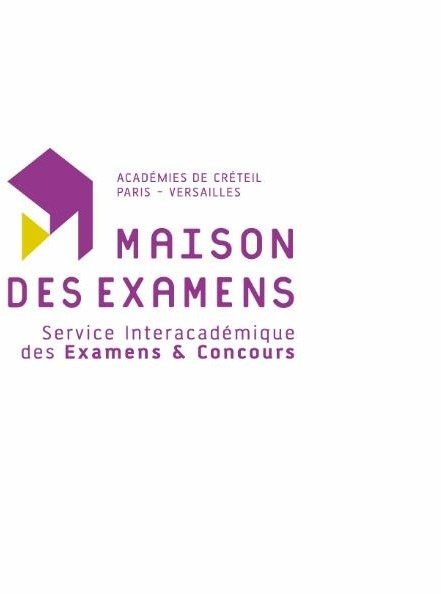 ACADÉMIES DE CRÉTEIL
PARIS - VERSAILLES
MAISON
DES EXAMENS
Service Interacadémique
des Examens & Concours